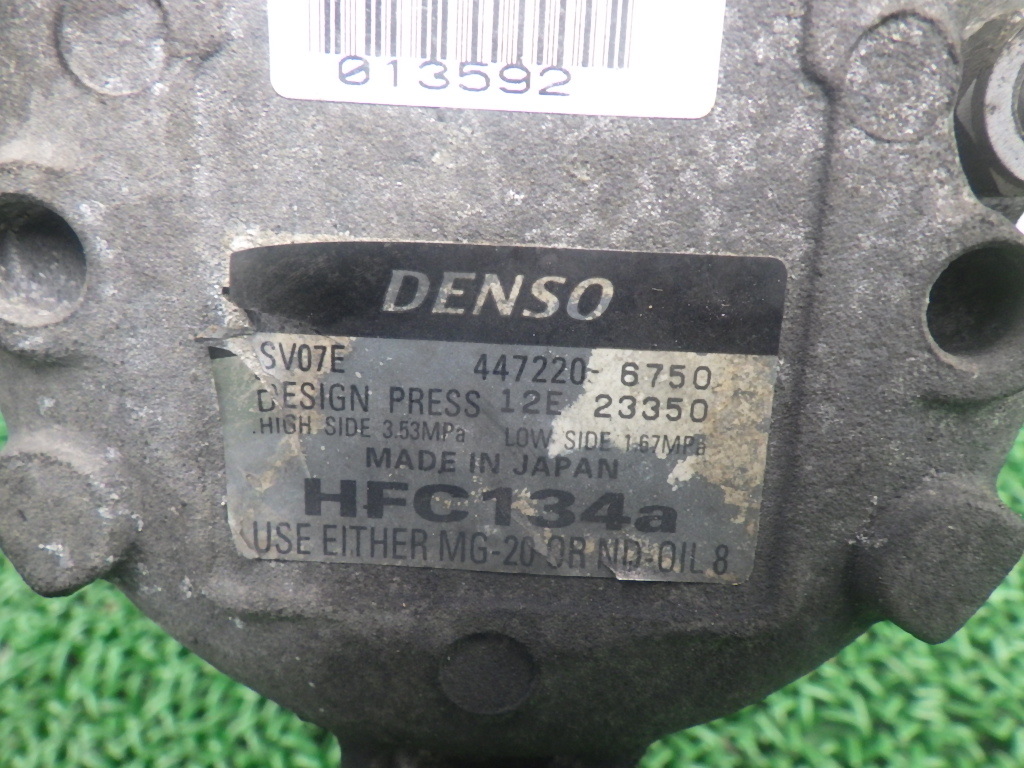 013592
DENSO
SV07E 447220-6750
DESIGN PRESS 12E 23350
HIGH SIDE 3.53MPa LOW SIDE 1.67MPa
MADE IN JAPAN
HFC134a
USE EITHER MG-20 OR ND-OIL 8